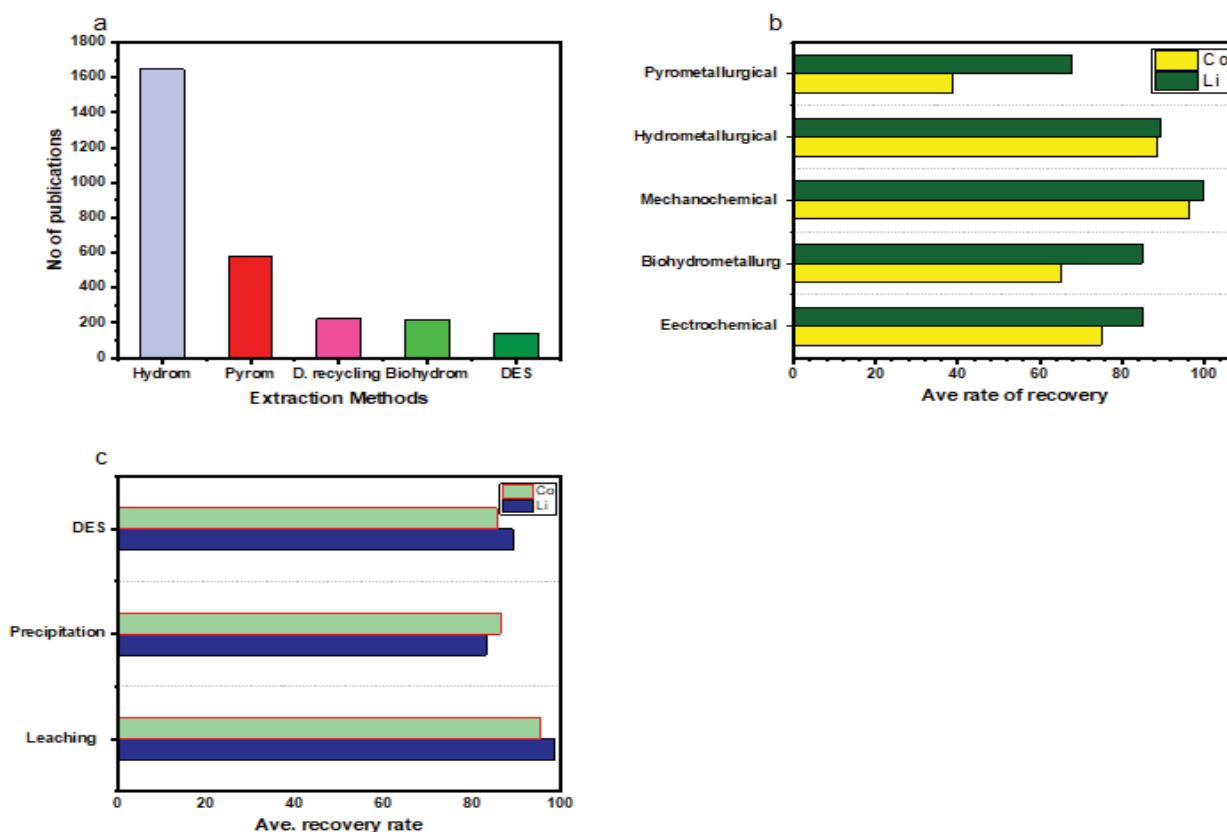 a
1800
1600
1400
1200
1000
800
600
400
200
0
No of publications
Hydrom Pyrom D. recycling Biohydrom DES
Extraction Methods
b
Co
Li
Pyrometallurgical
Hydrometallurgical
Mechanochemical
Biohydrometallurg
Eectrochemical
0 20 40 60 80 100
Ave rate of recovery
c
Co
Li
DES
Precipitation
Leaching
0 20 40 60 80 100
Ave. recovery rate